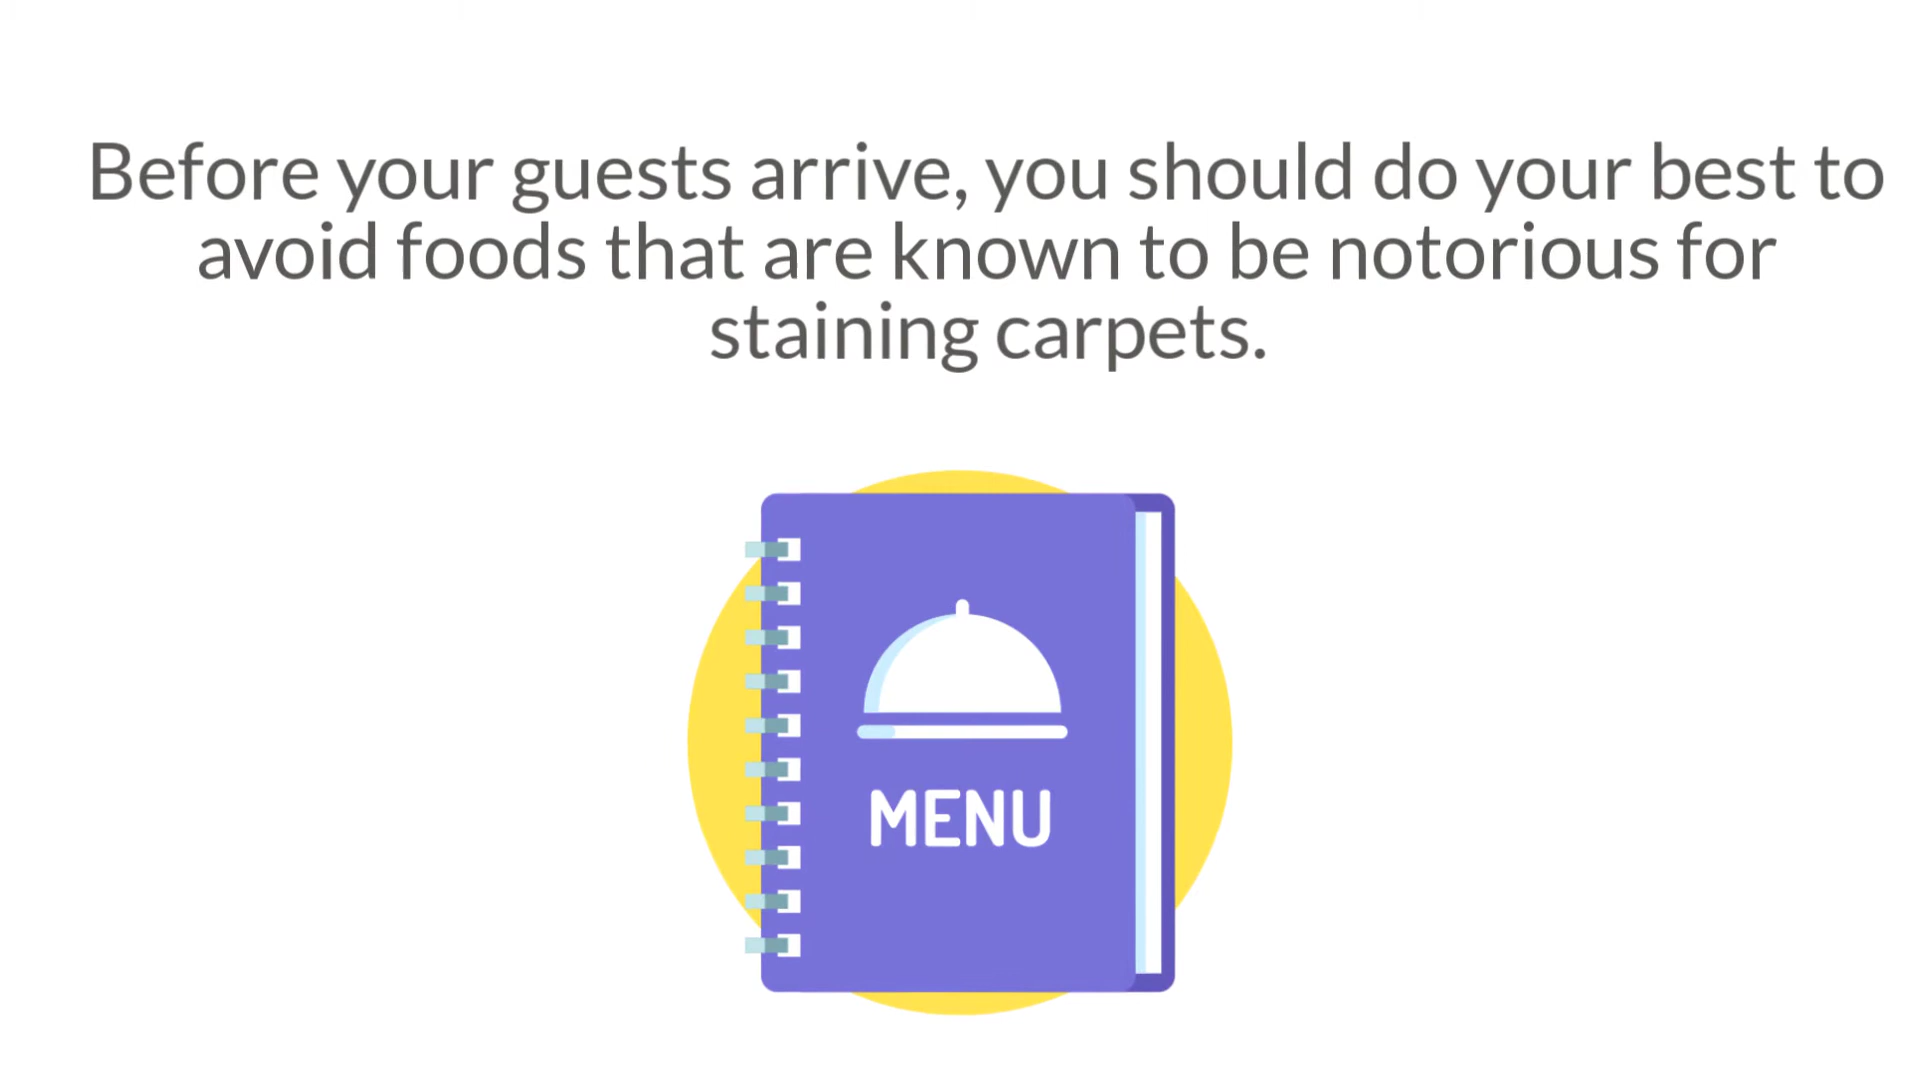 Before your guests arrive, you should do your best to
avoid foods that are known to be notorious for
staining carpets.
MENU